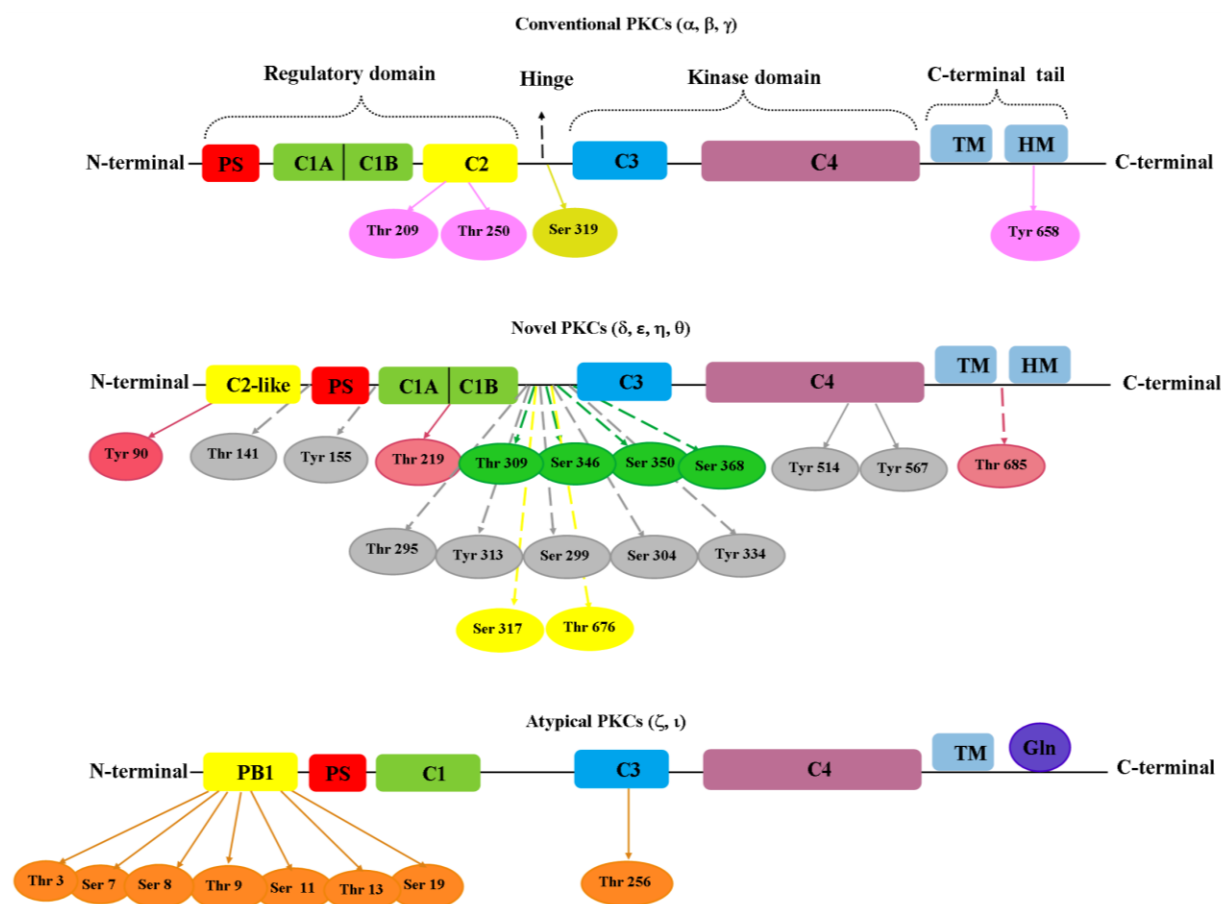 Conventional PKCs (α, β, γ)
Regulatory domain
Hinge
Kinase domain
C-terminal tail
N-terminal
PS
C1A
C1B
C2
C3
C4
TM
HM
C-terminal
Thr 209
Thr 250
Ser 319
Tyr 658
Novel PKCs (δ, ε, η, θ)
N-terminal
C2-like
PS
C1A
C1B
C3
C4
TM
HM
C-terminal
Tyr 90
Thr 141
Tyr 155
Thr 219
Thr 309
Ser 346
Ser 350
Ser 368
Tyr 514
Tyr 567
Thr 685
Thr 295
Tyr 313
Ser 299
Ser 304
Tyr 334
Ser 317
Thr 676
Atypical PKCs (ζ, ι)
N-terminal
PB1
PS
C1
C3
C4
TM
Gln
C-terminal
Thr 3
Ser 7
Ser 8
Thr 9
Ser 11
Thr 13
Ser 19
Thr 256